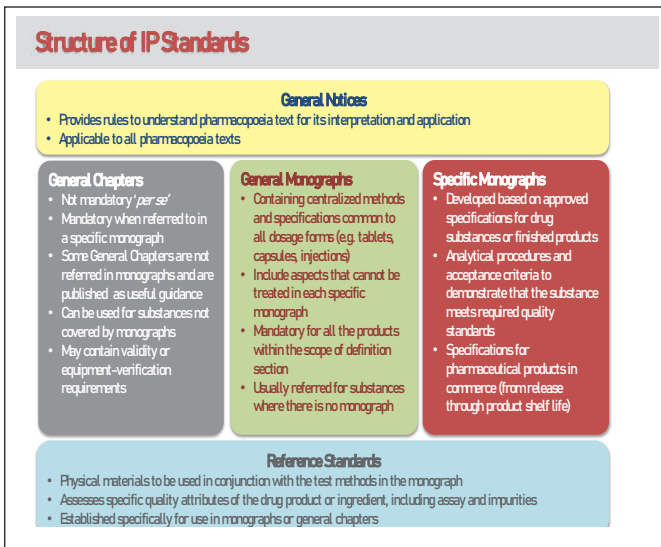 Structure of IP Standards
General Notices
• Provides rules to understand pharmacopoeia text for its interpretation and application
• Applicable to all pharmacopoeia texts
General Chapters
• Not mandatory 'per se'
• Mandatory when referred to in
a specific monograph
• Some General Chapters are not
referred in monographs and are
published as useful guidance
• Can be used for substances not
covered by monographs
• May contain validity or
equipment-verification
requirements
General Monographs
• Containing centralized methods
and specifications common to
all dosage forms (e.g. tablets,
capsules, injections)
• Include aspects that cannot be
treated in each specific
monograph
• Mandatory for all the products
within the scope of definition
section
• Usually referred for substances
where there is no monograph
Specific Monographs
• Developed based on approved
specifications for drug
substances or finished products
• Analytical procedures and
acceptance criteria to
demonstrate that the substance
meets required quality
standards
• Specifications for
pharmaceutical products in
commerce (from release
through product shelf life)
Reference Standards
• Physical materials to be used in conjunction with the test methods in the monograph
• Assesses specific quality attributes of the drug product or ingredient, including assay and impurities
• Established specifically for use in monographs or general chapters